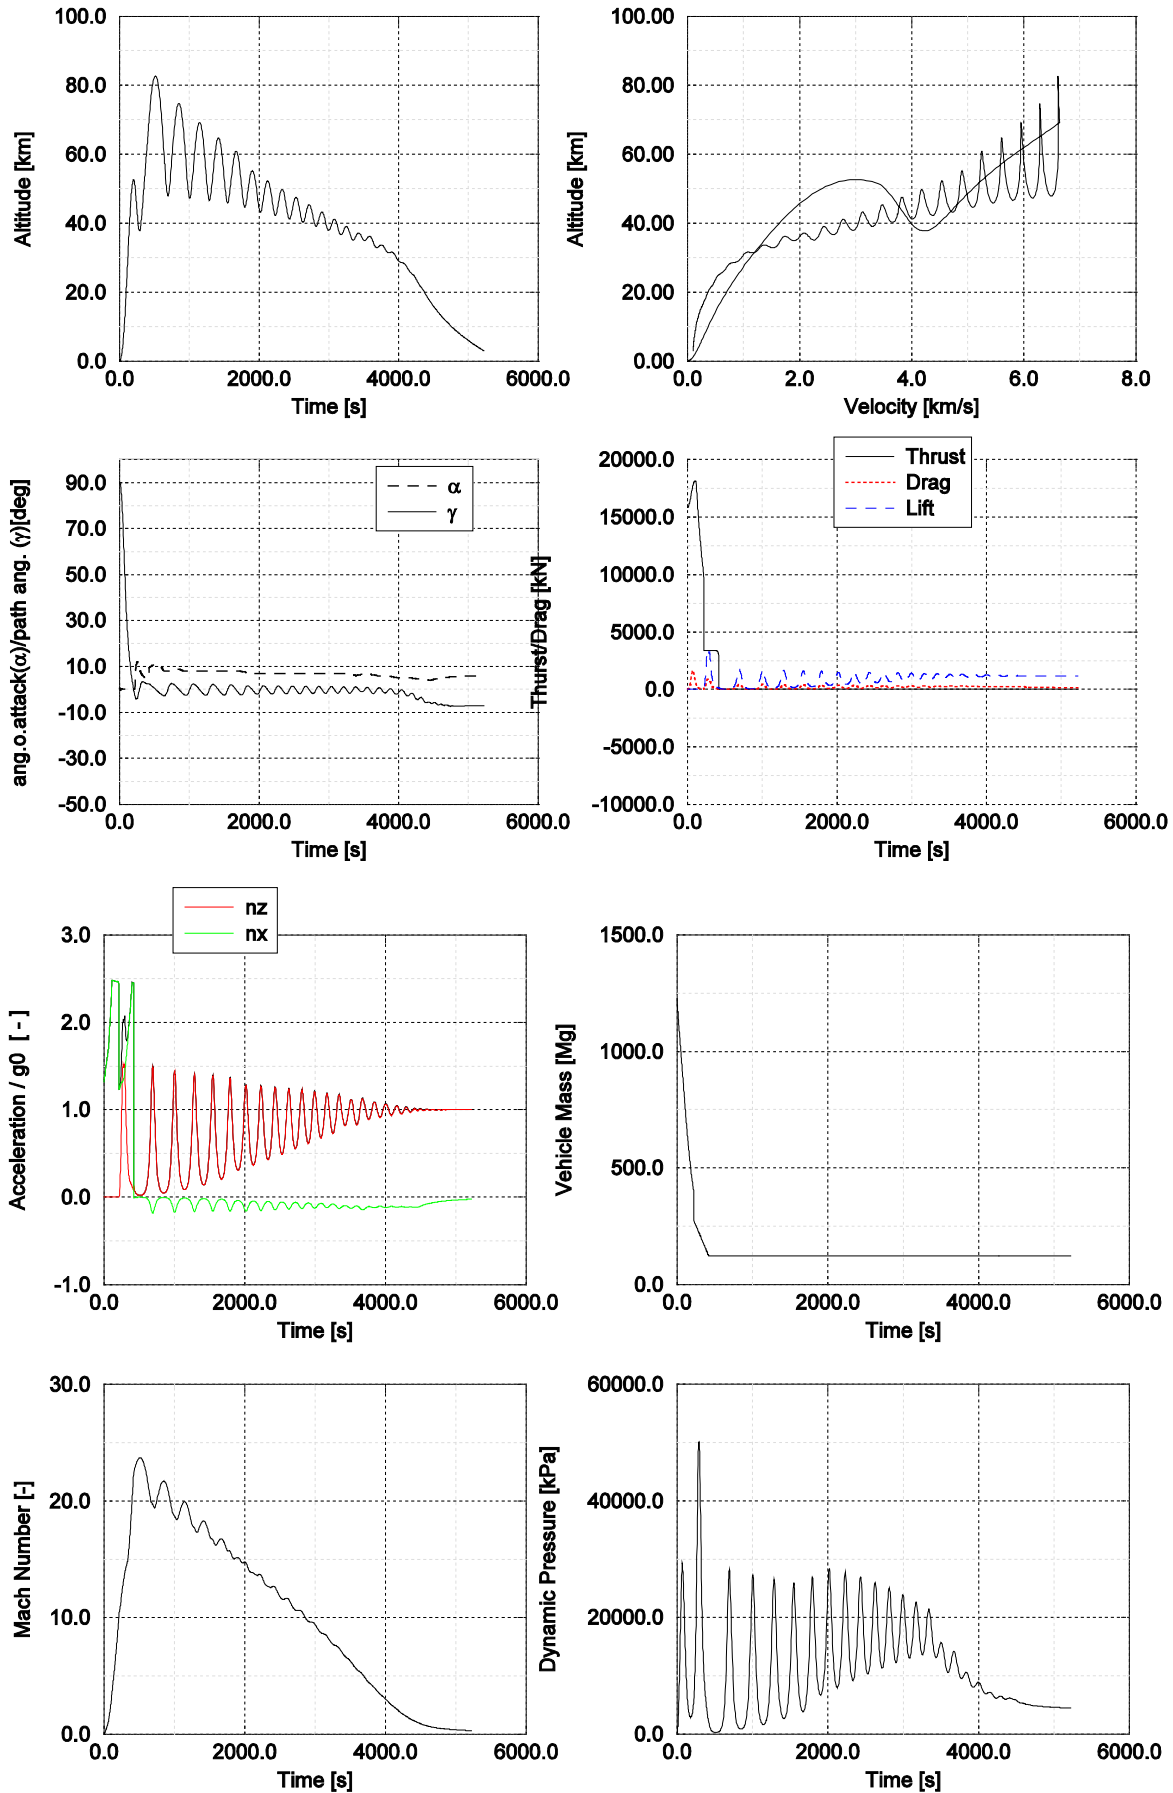 100.0
80.0
60.0
40.0
20.0
0.0
Altitude [km]
0.0 2000.0 4000.0 6000.0
Time [s]
100.00
80.00
60.00
40.00
20.00
0.00
Altitude [km]
0.0 2.0 4.0 6.0 8.0
Velocity [km/s]
90.0
70.0
50.0
30.0
10.0
-10.0
-30.0
-50.0
ang.o.attack(α)/path ang. (γ)[deg]
α
γ
0.0 2000.0 4000.0 6000.0
Time [s]
Thrust
Drag
Lift
20000.0
15000.0
10000.0
5000.0
0.0
-5000.0
-10000.0
Thurst/Drag [kN]
0.0 2000.0 4000.0 6000.0
Time [s]
nz
nx
3.0
2.0
1.0
0.0
-1.0
Acceleration / g0 [ - ]
0.0 2000.0 4000.0 6000.0
Time [s]
1500.0
1000.0
500.0
0.0
Vehicle Mass [Mg]
0.0 2000.0 4000.0 6000.0
Time [s]
30.0
20.0
10.0
0.0
Mach Number [-]
0.0 2000.0 4000.0 6000.0
Time [s]
60000.0
40000.0
20000.0
0.0
Dynamic Pressure [kPa]
0.0 2000.0 4000.0 6000.0
Time [s]